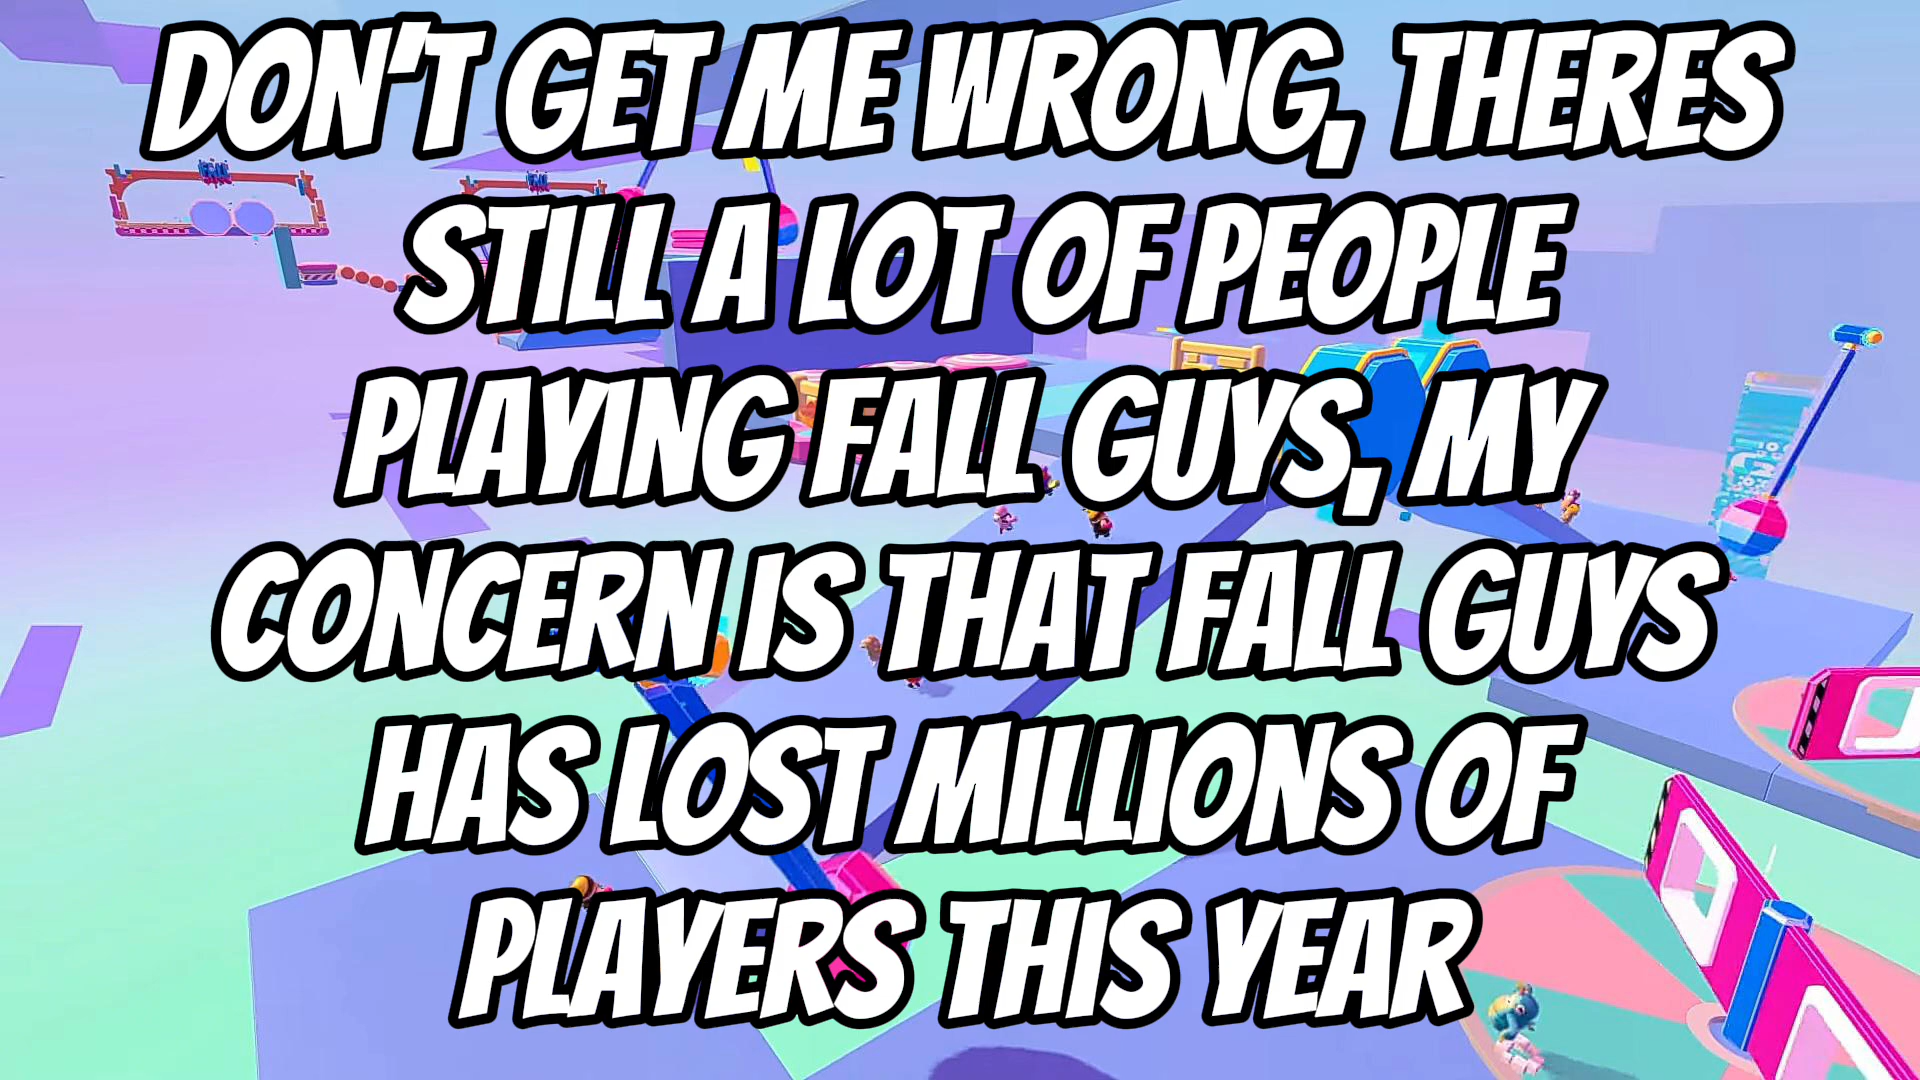 DON'T GET ME WRONG, THERES
STILL A LOT OF PEOPLE
PLAYING FALL GUYS, MY
CONCERN IS THAT FALL GUYS
HAS LOST MILLIONS OF
PLAYERS THIS YEAR